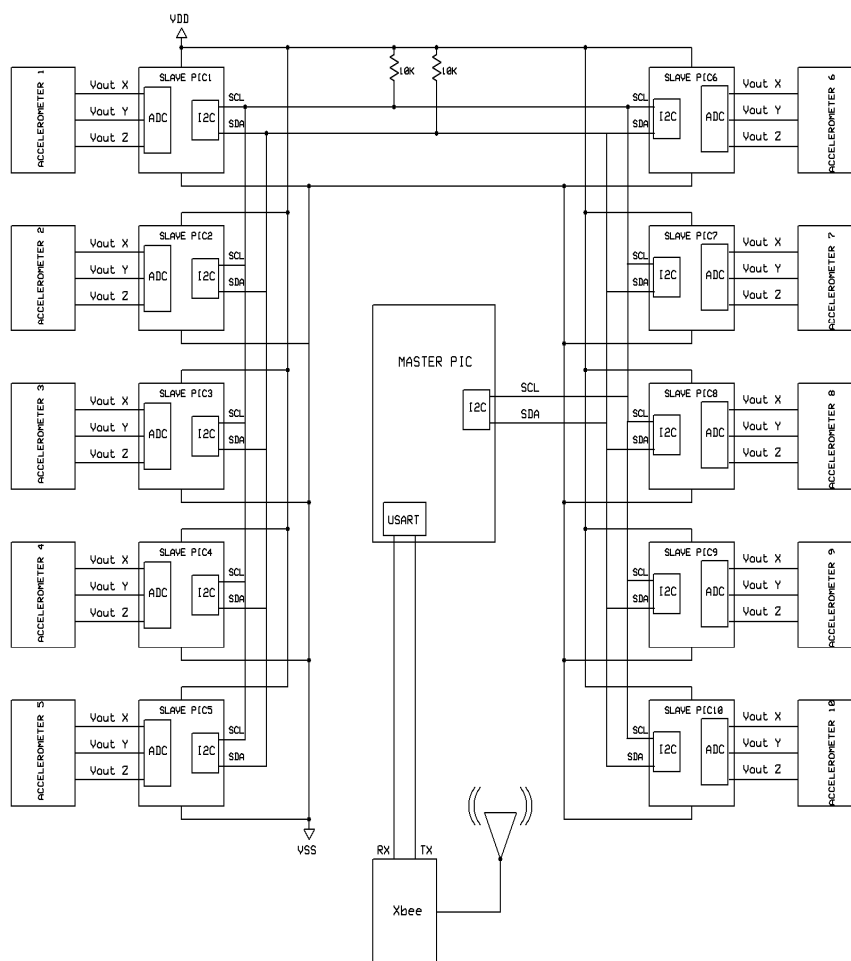 VDD
SLAVE PIC1
ACCELEROMETER 1
Vout X
Vout Y
Vout Z
ADC
I2C
SCL
SDA
10K
10K
SLAVE PIC6
SCL
SDA
I2C
ADC
Vout X
Vout Y
Vout Z
ACCELEROMETER 6
SLAVE PIC2
ACCELEROMETER 2
Vout X
Vout Y
Vout Z
ADC
I2C
SCL
SDA
SLAVE PIC7
SCL
SDA
I2C
ADC
Vout X
Vout Y
Vout Z
ACCELEROMETER 7
MASTER PIC
I2C
SCL
SDA
USART
SLAVE PIC3
ACCELEROMETER 3
Vout X
Vout Y
Vout Z
ADC
I2C
SCL
SDA
SLAVE PIC8
SCL
SDA
I2C
ADC
Vout X
Vout Y
Vout Z
ACCELEROMETER 8
SLAVE PIC4
ACCELEROMETER 4
Vout X
Vout Y
Vout Z
ADC
I2C
SCL
SDA
SLAVE PIC9
SCL
SDA
I2C
ADC
Vout X
Vout Y
Vout Z
ACCELEROMETER 9
SLAVE PIC5
ACCELEROMETER 5
Vout X
Vout Y
Vout Z
ADC
I2C
SCL
SDA
SLAVE PIC10
SCL
SDA
I2C
ADC
Vout X
Vout Y
Vout Z
ACCELEROMETER 10
VSS
RX
TX
Xbee